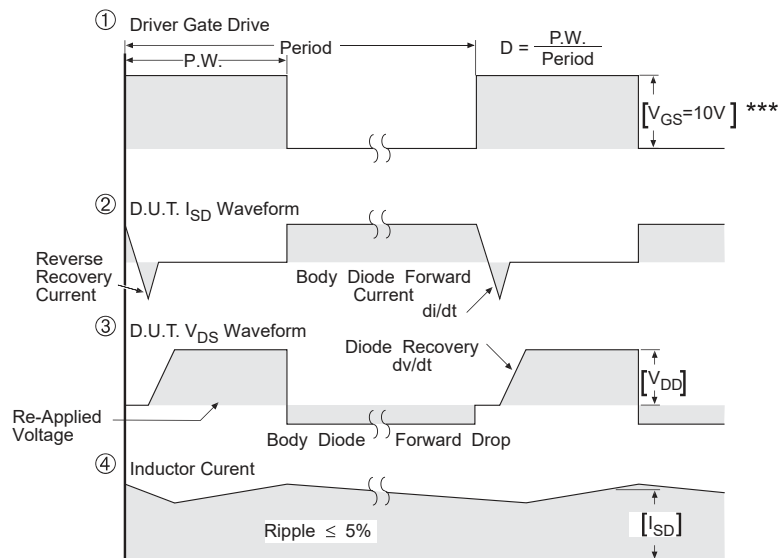 ① Driver Gate Drive
Period
P.W.
D = P.W. / Period
[VGS=10V] ***
② D.U.T. ISD Waveform
Reverse
Recovery
Current
Body Diode Forward
Current
di/dt
③ D.U.T. VDS Waveform
Diode Recovery
dv/dt
[VDD]
Re-Applied
Voltage
Body Diode Forward Drop
④ Inductor Curent
Ripple ≤ 5%
[ISD]